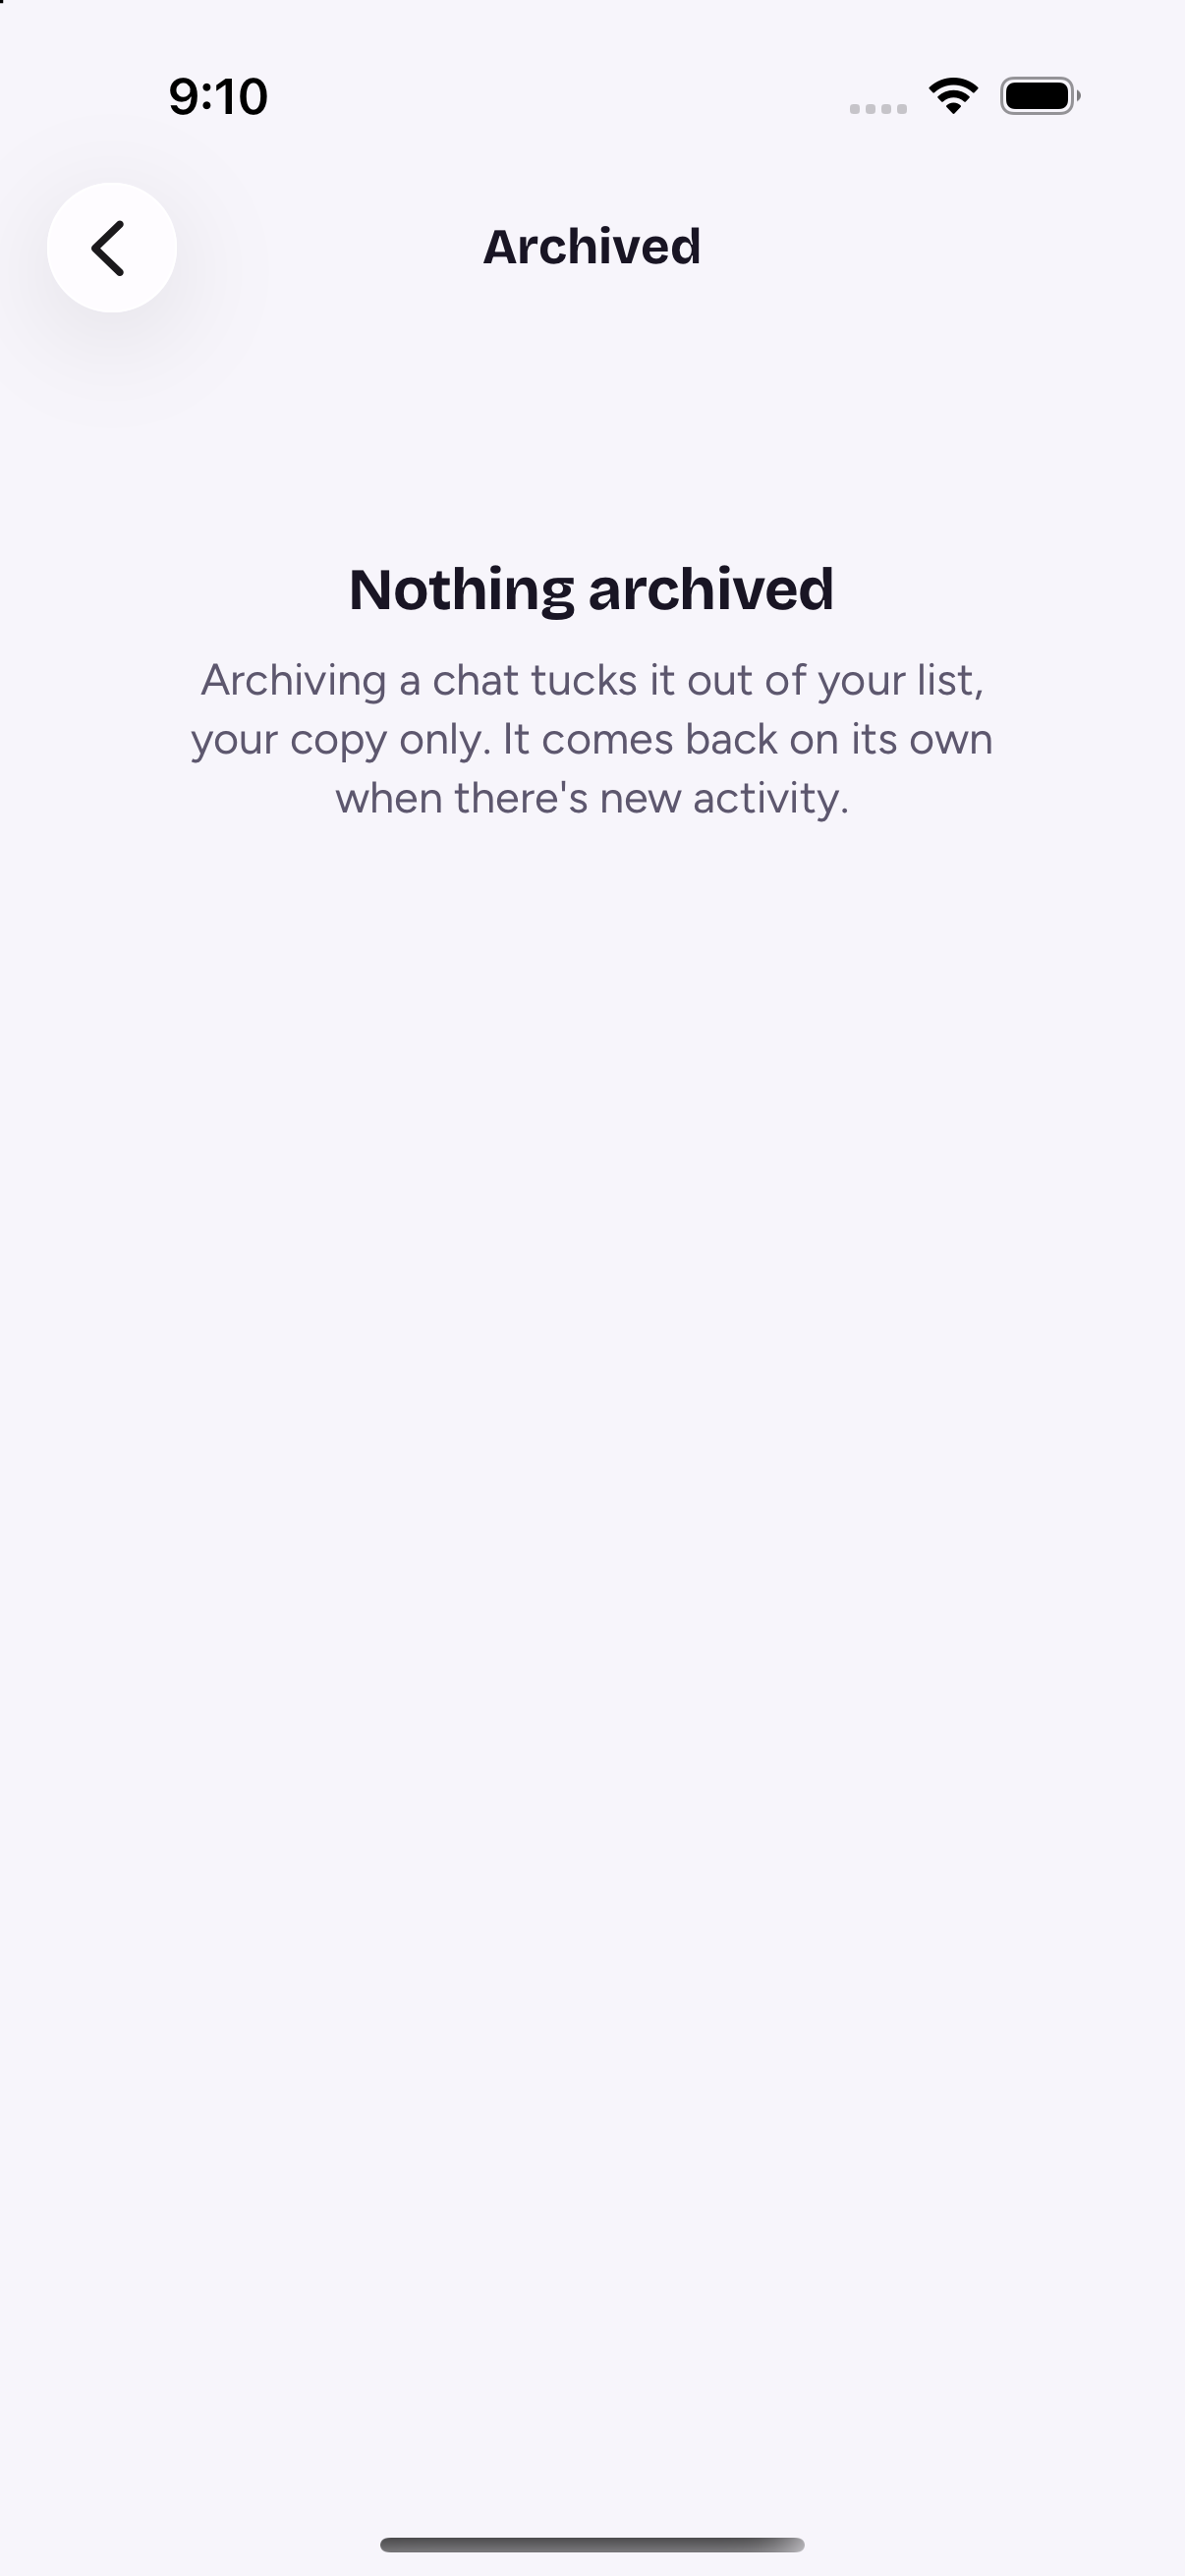 9:10
Archived
Nothing archived
Archiving a chat tucks it out of your list,
your copy only. It comes back on its own
when there's new activity.